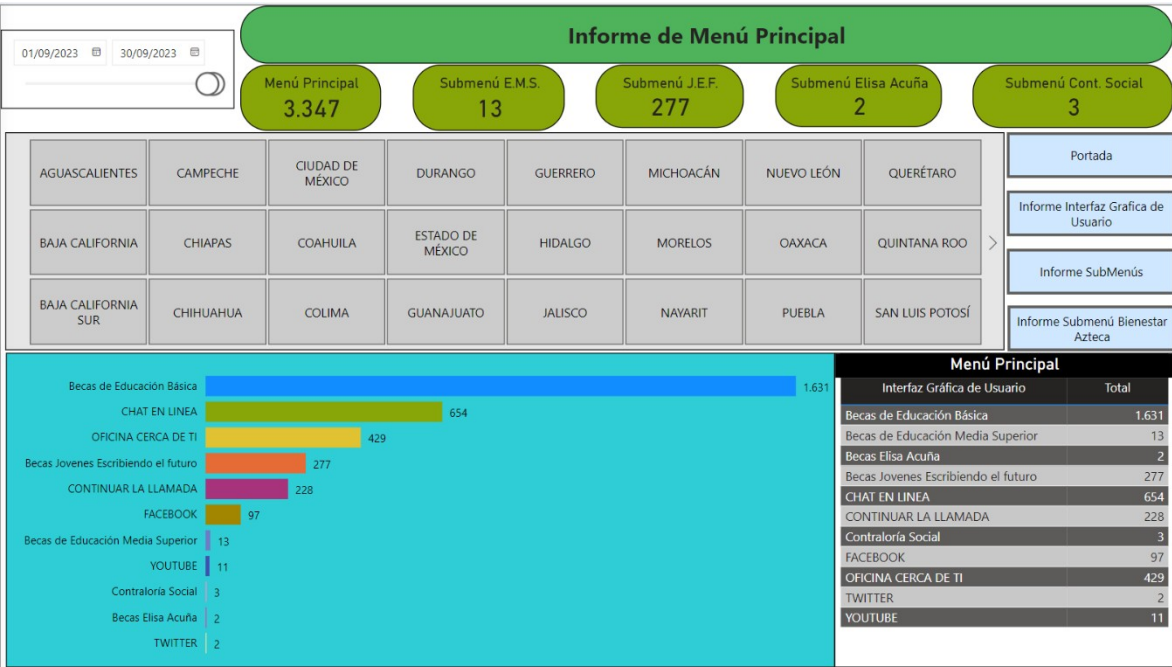 Informe de Menú Principal
01/09/2023 30/09/2023
Menú Principal
3.347
Submenú E.M.S.
13
Submenú J.E.F.
277
Submenú Elisa Acuña
2
Submenú Cont. Social
3
AGUASCALIENTES
CAMPECHE
CIUDAD DE
MÉXICO
DURANGO
GUERRERO
MICHOACÁN
NUEVO LEÓN
QUERÉTARO
BAJA CALIFORNIA
CHIAPAS
COAHUILA
ESTADO DE
MÉXICO
HIDALGO
MORELOS
OAXACA
QUINTANA ROO
BAJA CALIFORNIA
SUR
CHIHUAHUA
COLIMA
GUANAJUATO
JALISCO
NAYARIT
PUEBLA
SAN LUIS POTOSÍ
Portada
Informe Interfaz Grafica de
Usuario
Informe SubMenús
Informe Submenú Bienestar
Azteca
Becas de Educación Básica 1.631
CHAT EN LINEA 654
OFICINA CERCA DE TI 429
Becas Jovenes Escribiendo el futuro 277
CONTINUAR LA LLAMADA 228
FACEBOOK 97
Becas de Educación Media Superior 13
YOUTUBE 11
Contraloría Social 3
Becas Elisa Acuña 2
TWITTER 2
Menú Principal
Interfaz Gráfica de Usuario Total
Becas de Educación Básica 1.631
Becas de Educación Media Superior 13
Becas Elisa Acuña 2
Becas Jovenes Escribiendo el futuro 277
CHAT EN LINEA 654
CONTINUAR LA LLAMADA 228
Contraloría Social 3
FACEBOOK 97
OFICINA CERCA DE TI 429
TWITTER 2
YOUTUBE 11